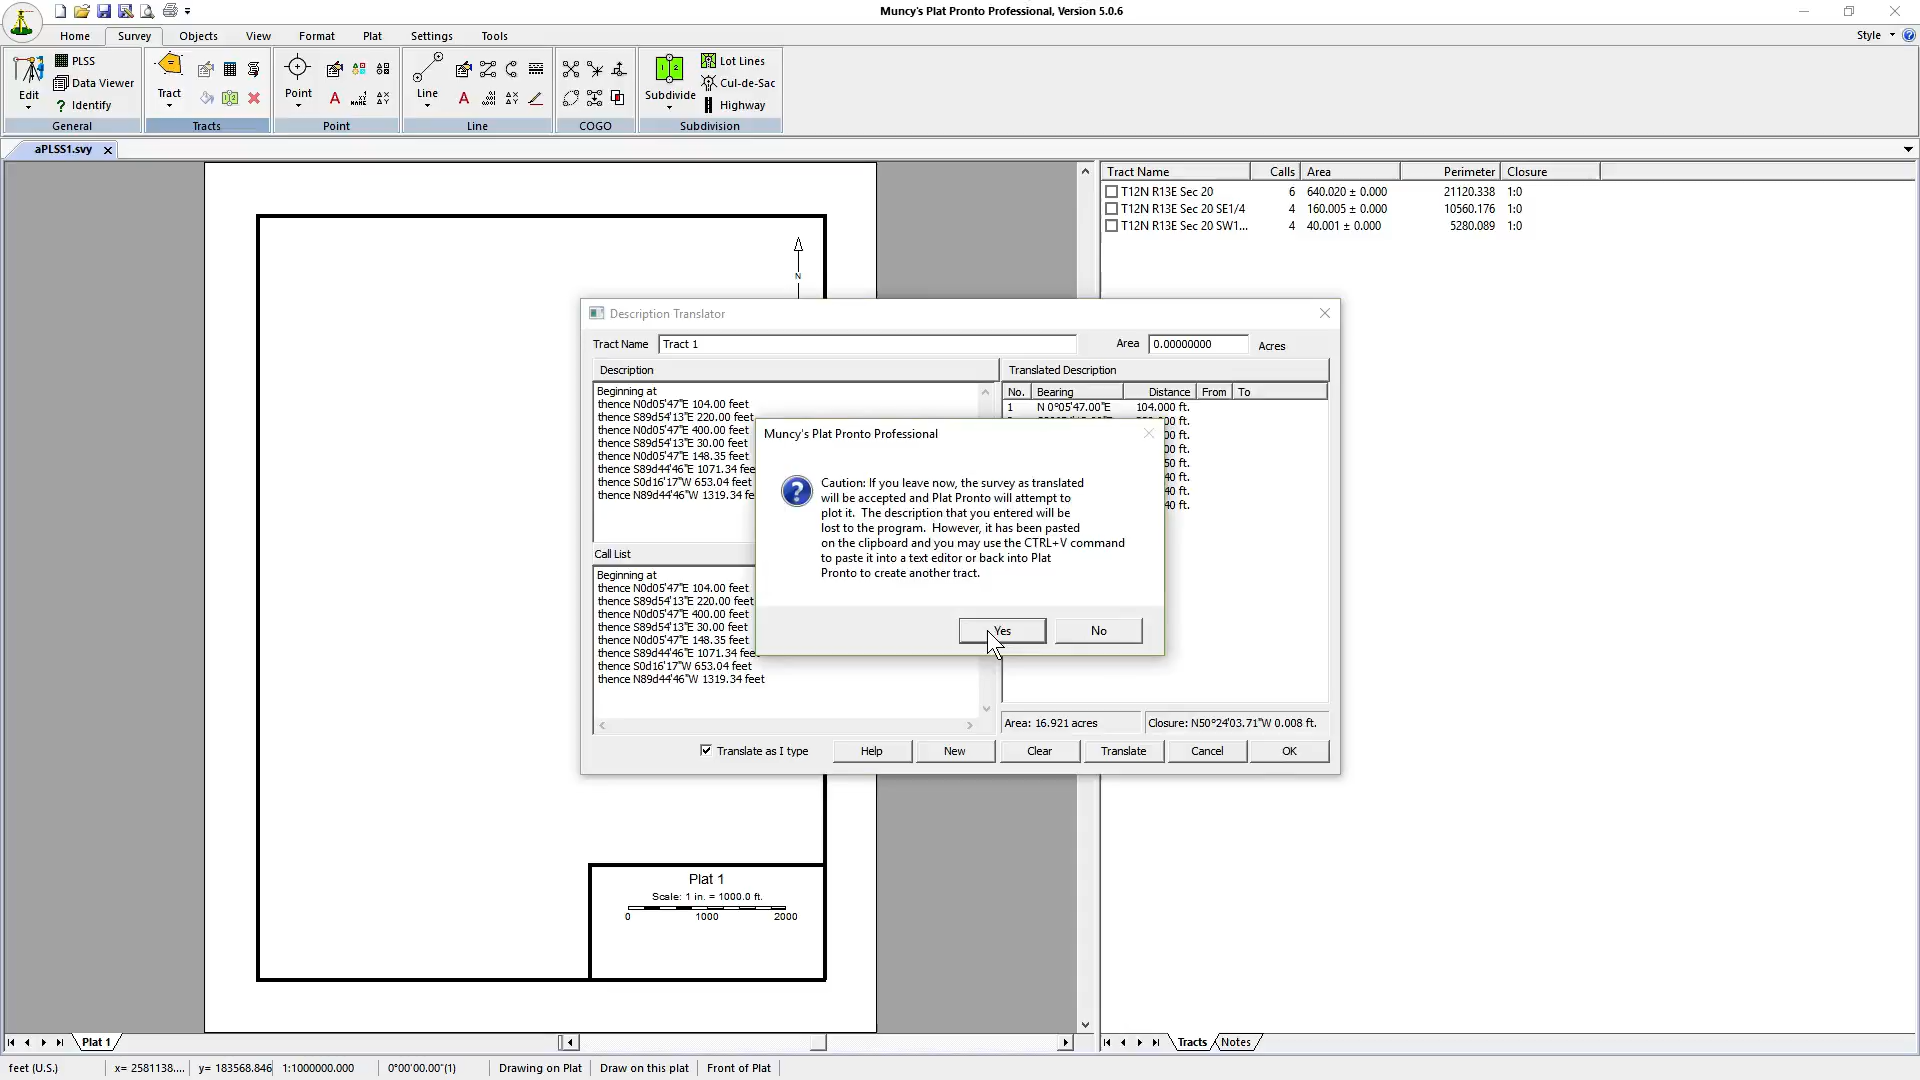 Muncy's Plat Pronto Professional, Version 5.0.6
Home Survey Objects View Format Plat Settings Tools Style
PLSS
Data Viewer
Identify
Edit
General
Tract
Tracts
Point
Point
Line
Line
COGO
Subdivide
Lot Lines
Cul-de-Sac
Highway
Subdivision
aPLSS1.svy
N
Tract Name Calls Area Perimeter Closure
T12N R13E Sec 20 6 640.020 ± 0.000 21120.338 1:0
T12N R13E Sec 20 SE1/4 4 160.005 ± 0.000 10560.176 1:0
T12N R13E Sec 20 SW1... 4 40.001 ± 0.000 5280.089 1:0
Description Translator
Tract Name Tract 1 Area 0.00000000 Acres
Description
Beginning at
thence N0d05'47"E 104.00 feet
thence S89d54'13"E 220.00 feet
thence N0d05'47"E 400.00 feet
thence S89d54'13"E 30.00 feet
thence N0d05'47"E 148.35 feet
thence S89d44'46"E 1071.34 fee
thence S0d16'17"W 653.04 feet
thence N89d44'46"W 1319.34 fe
Translated Description
No. Bearing Distance From To
1 N 0°05'47.00"E 104.000 ft.
00 ft.
00 ft.
00 ft.
50 ft.
40 ft.
40 ft.
40 ft.
Muncy's Plat Pronto Professional
Caution: If you leave now, the survey as translated
will be accepted and Plat Pronto will attempt to
plot it. The description that you entered will be
lost to the program. However, it has been pasted
on the clipboard and you may use the CTRL+V command
to paste it into a text editor or back into Plat
Pronto to create another tract.
Yes No
Call List
Beginning at
thence N0d05'47"E 104.00 feet
thence S89d54'13"E 220.00 feet
thence N0d05'47"E 400.00 feet
thence S89d54'13"E 30.00 feet
thence N0d05'47"E 148.35 feet
thence S89d44'46"E 1071.34 fee
thence S0d16'17"W 653.04 feet
thence N89d44'46"W 1319.34 feet
Area: 16.921 acres Closure: N50°24'03.71"W 0.008 ft.
Translate as I type Help New Clear Translate Cancel OK
Plat 1
Scale: 1 in. = 1000.0 ft.
0 1000 2000
Plat 1 Tracts Notes
feet (U.S.) x= 2581138.... y= 183568.846 1:1000000.000 0°00'00.00"(1) Drawing on Plat Draw on this plat Front of Plat